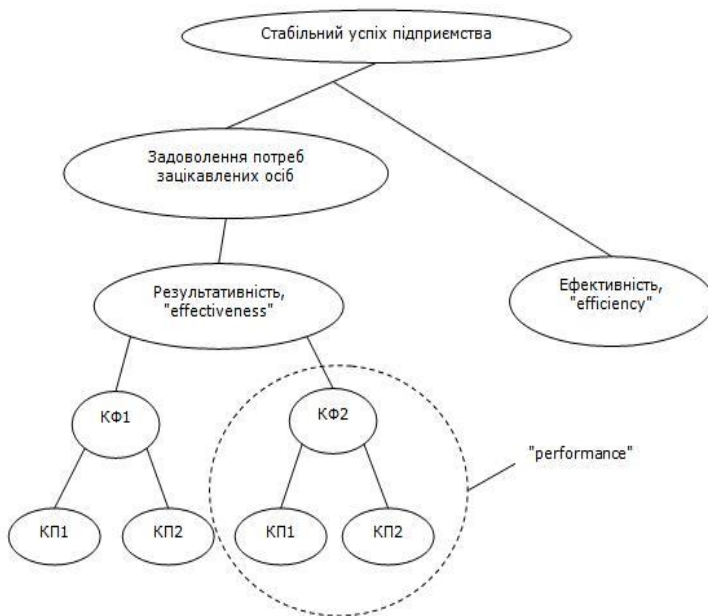 Стабільний успіх підприємства
Задоволення потреб
зацікавлених осіб
Результативність,
"effectiveness"
Ефективність,
"efficiency"
КФ1
КФ2
"performance"
КП1
КП2
КП1
КП2